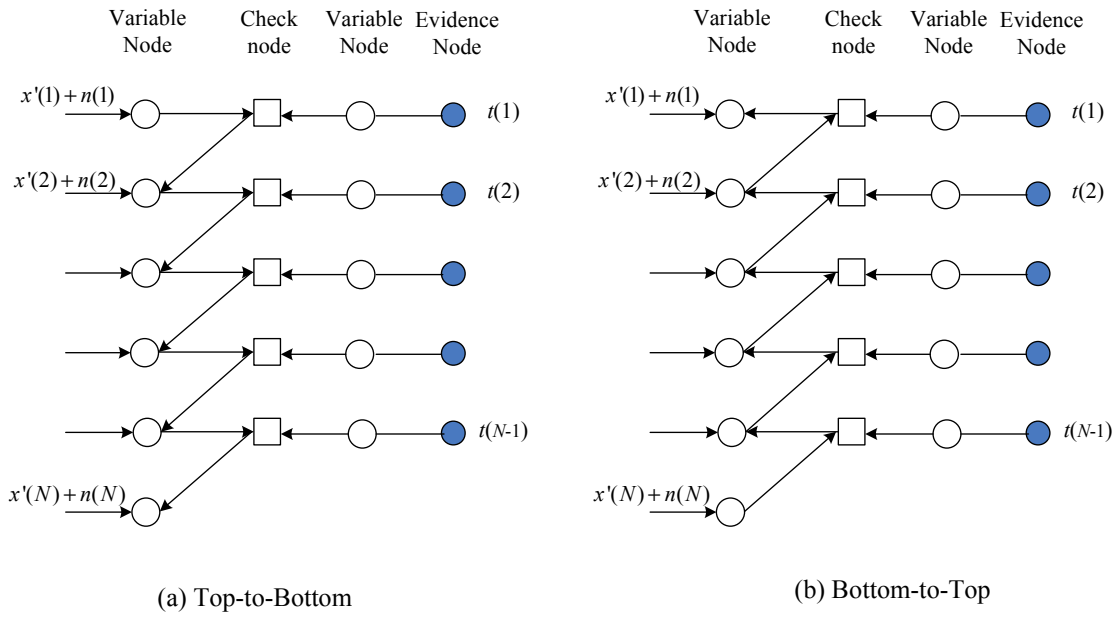 Variable Node
Check node
Variable Node
Evidence Node
x'(1) + n(1)
t(1)
x'(2) + n(2)
t(2)
t(N-1)
x'(N) + n(N)
(a) Top-to-Bottom
Variable Node
Check node
Variable Node
Evidence Node
x'(1) + n(1)
t(1)
x'(2) + n(2)
t(2)
t(N-1)
x'(N) + n(N)
(b) Bottom-to-Top